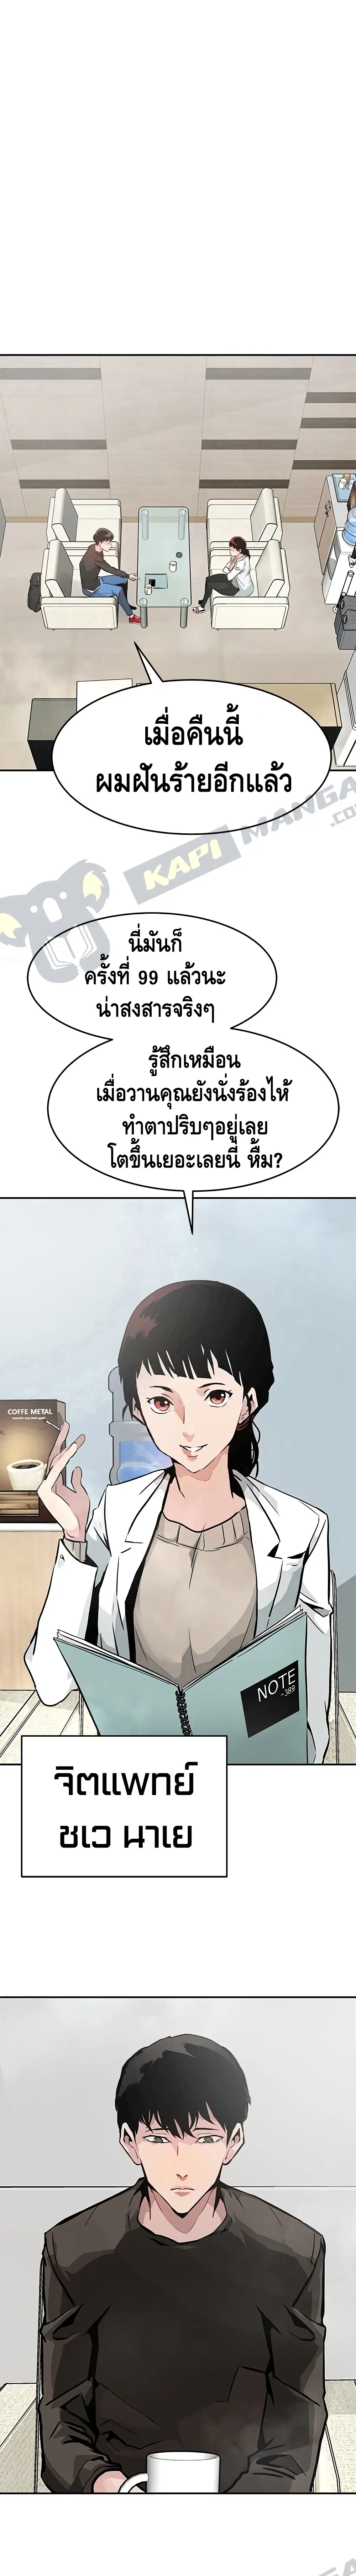 เมื่อคืนนี้
ผมฝันร้ายอีกแล้ว
KAPI MANGA
.CO
นี่มันก็
ครั้งที่ 99 แล้วนะ
น่าสงสารจริงๆ
รู้สึกเหมือน
เมื่อวานคุณยังนั่งร้องไห้
ทำตาปริบๆอยู่เลย
โตขึ้นเยอะเลยนี่ หื้ม?
COFFE METAL
NOTE
-389
จิตแพทย์
ชเว นาเย
KAPI